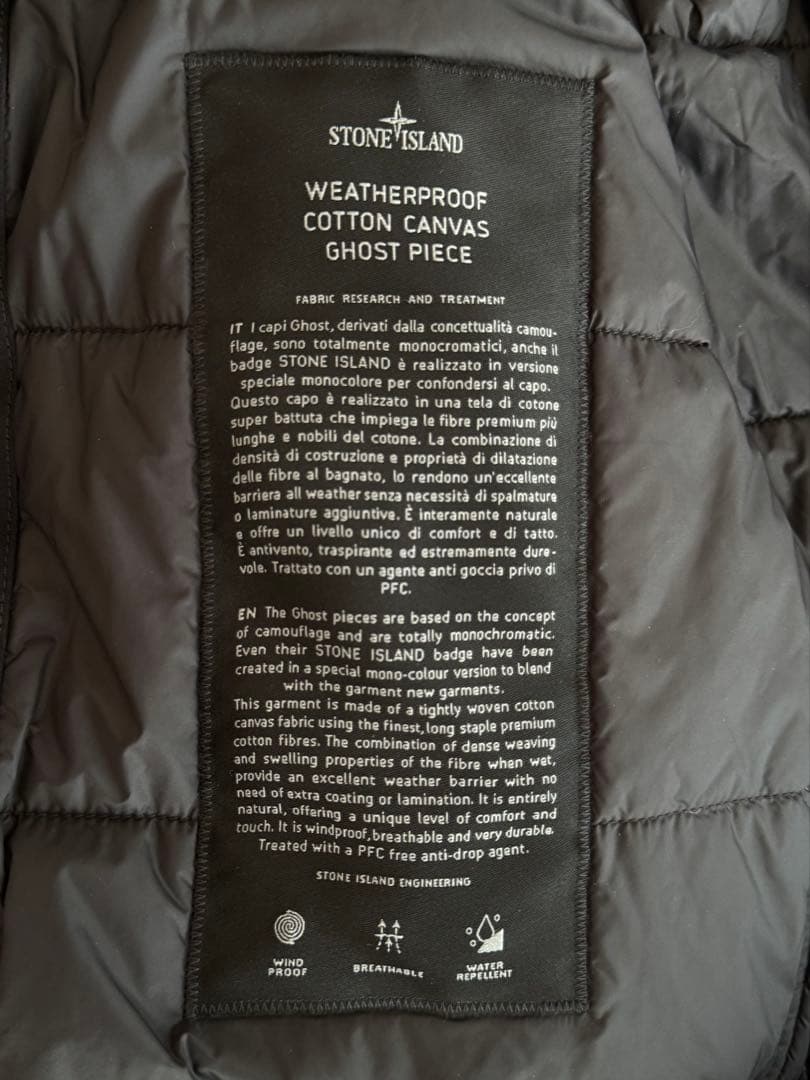 STONE ISLAND
WEATHERPROOF
COTTON CANVAS
GHOST PIECE
FABRIC RESEARCH AND TREATMENT
IT I capi Ghost, derivati dalla concettualità camou-
flage, sono totalmente monocromatici, anche il
badge STONE ISLAND è realizzato in versione
speciale monocolore per confondersi al capo.
Questo capo è realizzato in una tela di cotone
super battuta che impiega le fibre premium più
lunghe e nobili del cotone. La combinazione di
densità di costruzione e proprietà di dilatazione
delle fibre al bagnato, lo rendono un'eccellente
barriera all weather senza necessità di spalmature
o laminature aggiuntive. È interamente naturale
e offre un livello unico di comfort e di tatto.
È antivento, traspirante ed estremamente dure-
vole. Trattato con un agente anti goccia privo di
PFC.
EN The Ghost pieces are based on the concept
of camouflage and are totally monochromatic.
Even their STONE ISLAND badge have been
created in a special mono-colour version to blend
with the garment new garments.
This garment is made of a tightly woven cotton
canvas fabric using the finest, long staple premium
cotton fibres. The combination of dense weaving
and swelling properties of the fibre when wet,
provide an excellent weather barrier with no
need of extra coating or lamination. It is entirely
natural, offering a unique level of comfort and
touch. It is windproof, breathable and very durable.
Treated with a PFC free anti-drop agent.
STONE ISLAND ENGINEERING
WIND
PROOF
BREATHABLE
WATER
REPELLENT